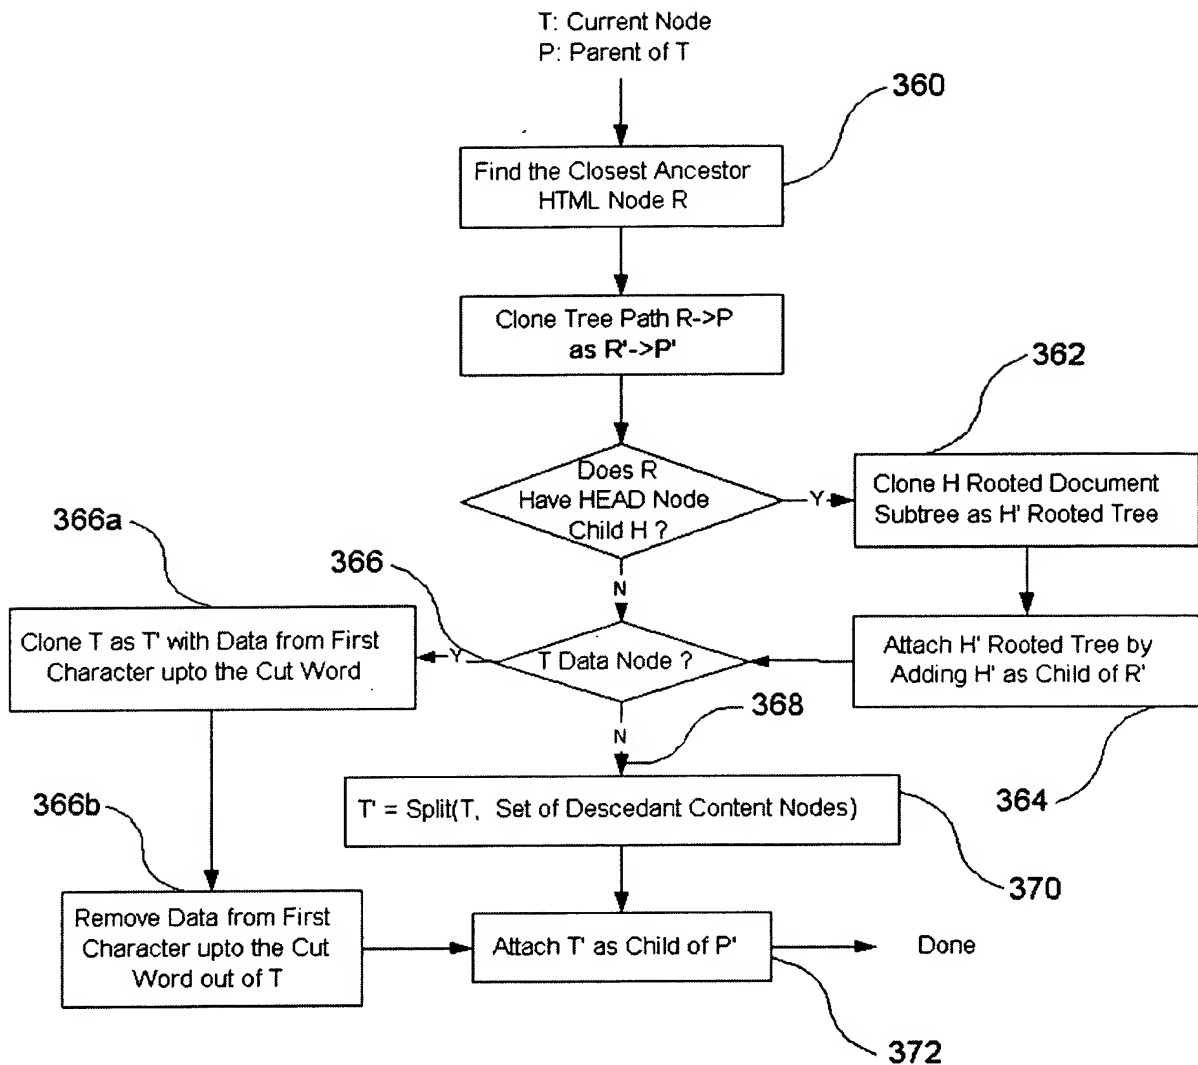 T: Current Node
P: Parent of T
360
Find the Closest Ancestor
HTML Node R
Clone Tree Path R->P
as R'->P'
362
Does R
Have HEAD Node
Child H ?
Y
Clone H Rooted Document
Subtree as H' Rooted Tree
366a
366
N
Clone T as T' with Data from First
Character upto the Cut Word
Y
T Data Node ?
Attach H' Rooted Tree by
Adding H' as Child of R'
368
N
364
366b
T' = Split(T, Set of Descedant Content Nodes)
370
Remove Data from First
Character upto the Cut
Word out of T
Attach T' as Child of P'
Done
372